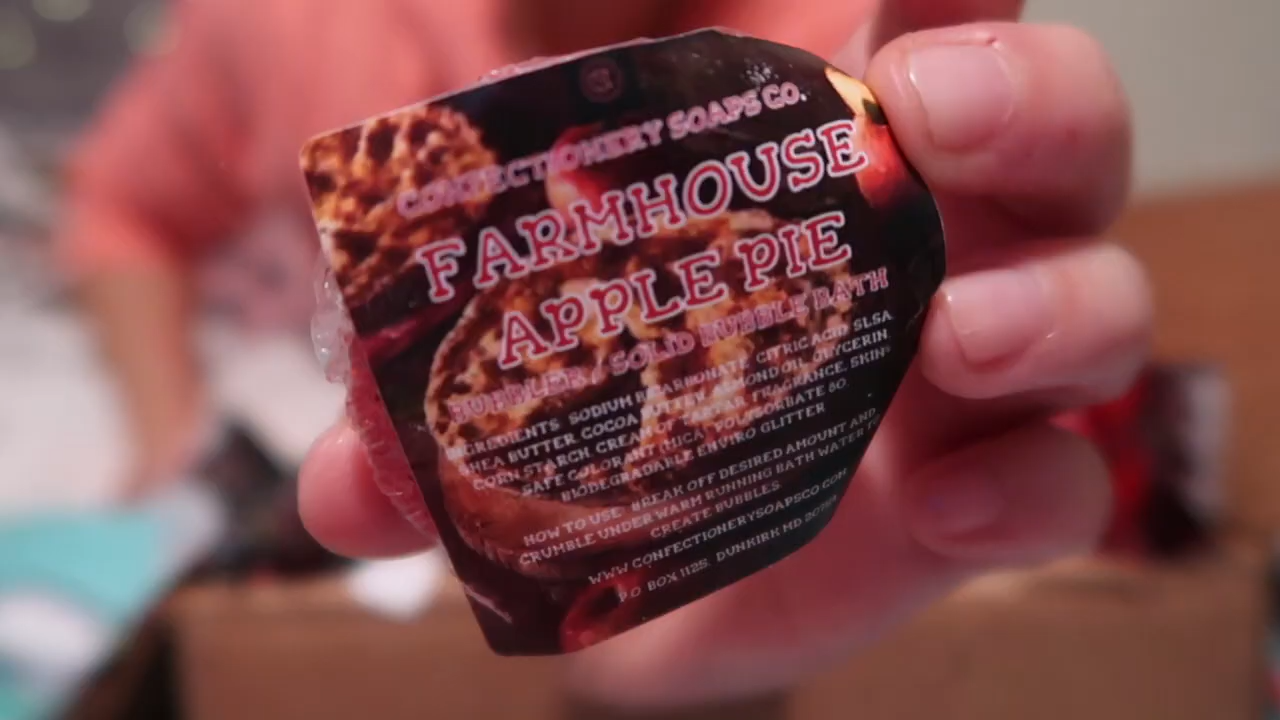 CONFECTIONERY SOAPS CO.
FARMHOUSE
APPLE PIE
BUBBLER / SOLID BUBBLE BATH
INGREDIENTS: SODIUM BICARBONATE, CITRIC ACID, SLSA,
SHEA BUTTER, COCOA BUTTER, ALMOND OIL, GLYCERIN,
CORN STARCH, CREAM OF TARTAR, FRAGRANCE, SKIN-
SAFE COLORANT (MICA), POLYSORBATE 80,
BIODEGRADABLE ENVIRO GLITTER
HOW TO USE: BREAK OFF DESIRED AMOUNT AND
CRUMBLE UNDER WARM RUNNING BATH WATER TO
CREATE BUBBLES.
WWW.CONFECTIONERYSOAPSCO.COM
P.O. BOX 1125, DUNKIRK MD